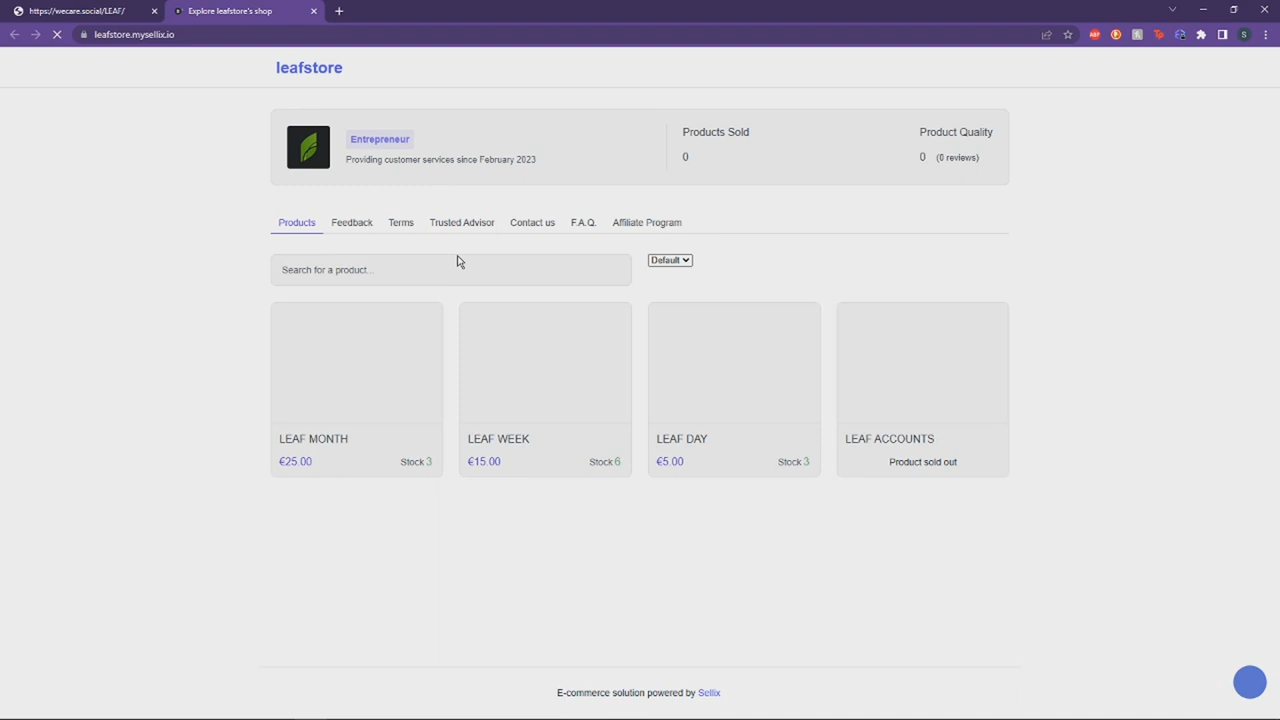 https://wecare.social/LEAF/
Explore leafstore's shop
leafstore.mysellix.io
ABP
S
leafstore
Entrepreneur
Providing customer services since February 2023
Products Sold
0
Product Quality
0 (0 reviews)
Products Feedback Terms Trusted Advisor Contact us F.A.Q. Affiliate Program
Search for a product...
Default
LEAF MONTH
€25.00 Stock 3
LEAF WEEK
€15.00 Stock 6
LEAF DAY
€5.00 Stock 3
LEAF ACCOUNTS
Product sold out
E-commerce solution powered by Sellix